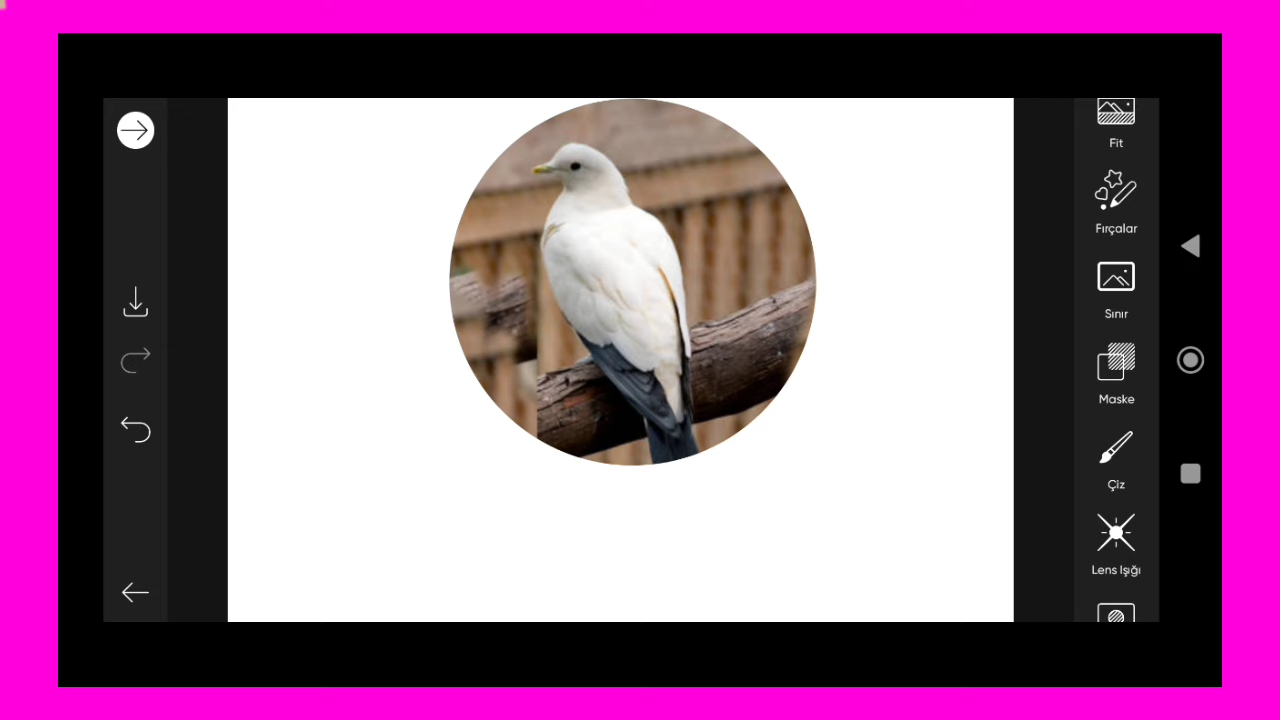 Fit
Fırçalar
Sınır
Maske
Çiz
Lens Işığı